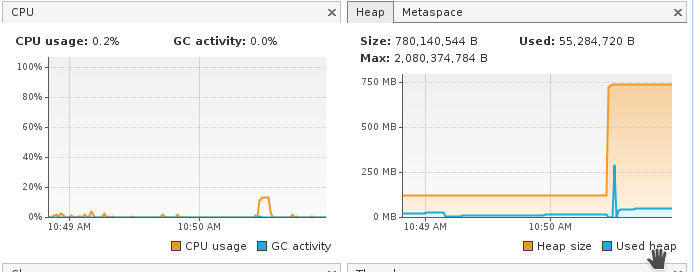 CPU
CPU usage: 0.2% GC activity: 0.0%
100%
80%
60%
40%
20%
0%
10:49 AM 10:50 AM
CPU usage GC activity
Heap Metaspace
Size: 780,140,544 B Used: 55,284,720 B
Max: 2,080,374,784 B
750 MB
500 MB
250 MB
0 MB
10:49 AM 10:50 AM
Heap size Used heap